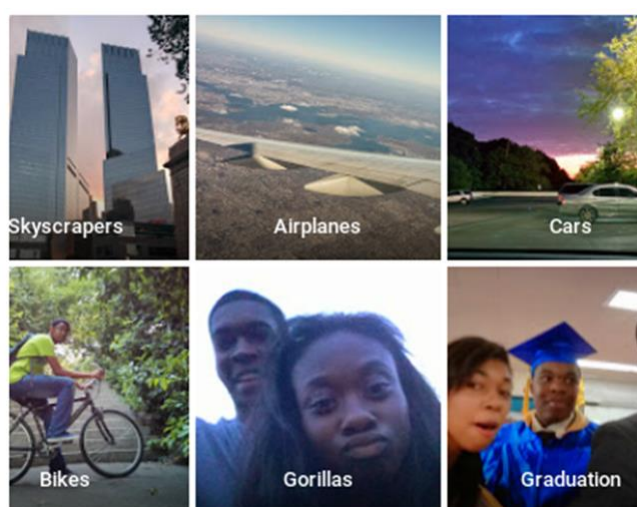 Skyscrapers
Airplanes
Cars
Bikes
Gorillas
Graduation